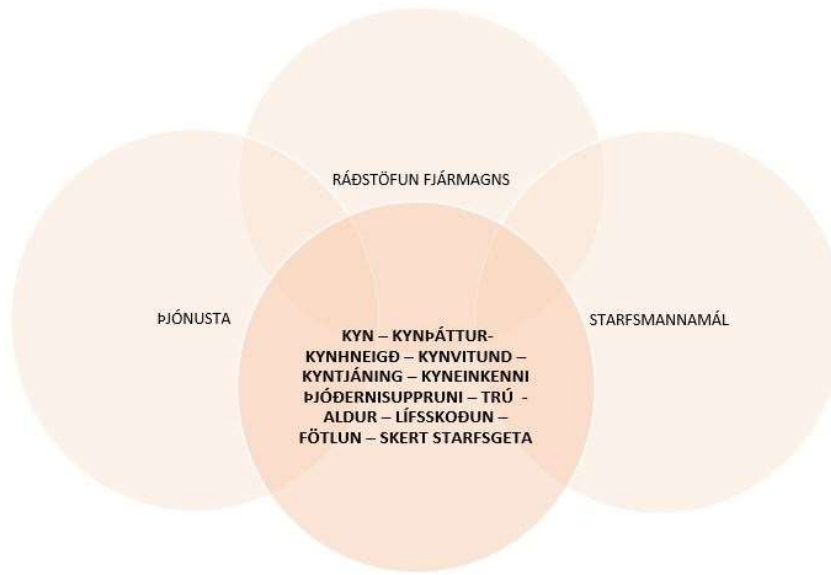 RÁÐSTÖFUN FJÁRMAGNS
ÞJÓNUSTA
STARFSMANNAMÁL
KYN – KYNÞÁTTUR-
KYNHNEIGÐ – KYNVITUND –
KYNTJÁNING – KYNEINKENNI
ÞJÓÐERNISUPPRUNI – TRÚ -
ALDUR – LÍFSSKOÐUN –
FÖTLUN – SKERT STARFSGETA